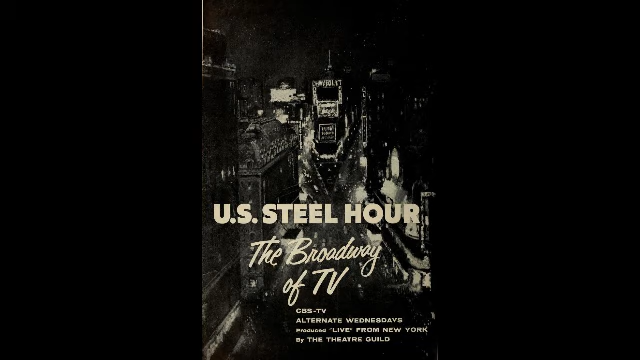 CHEVROLET
U.S. STEEL HOUR
The Broadway
of TV
CBS-TV
ALTERNATE WEDNESDAYS
Produced "LIVE" FROM NEW YORK
By THE THEATRE GUILD